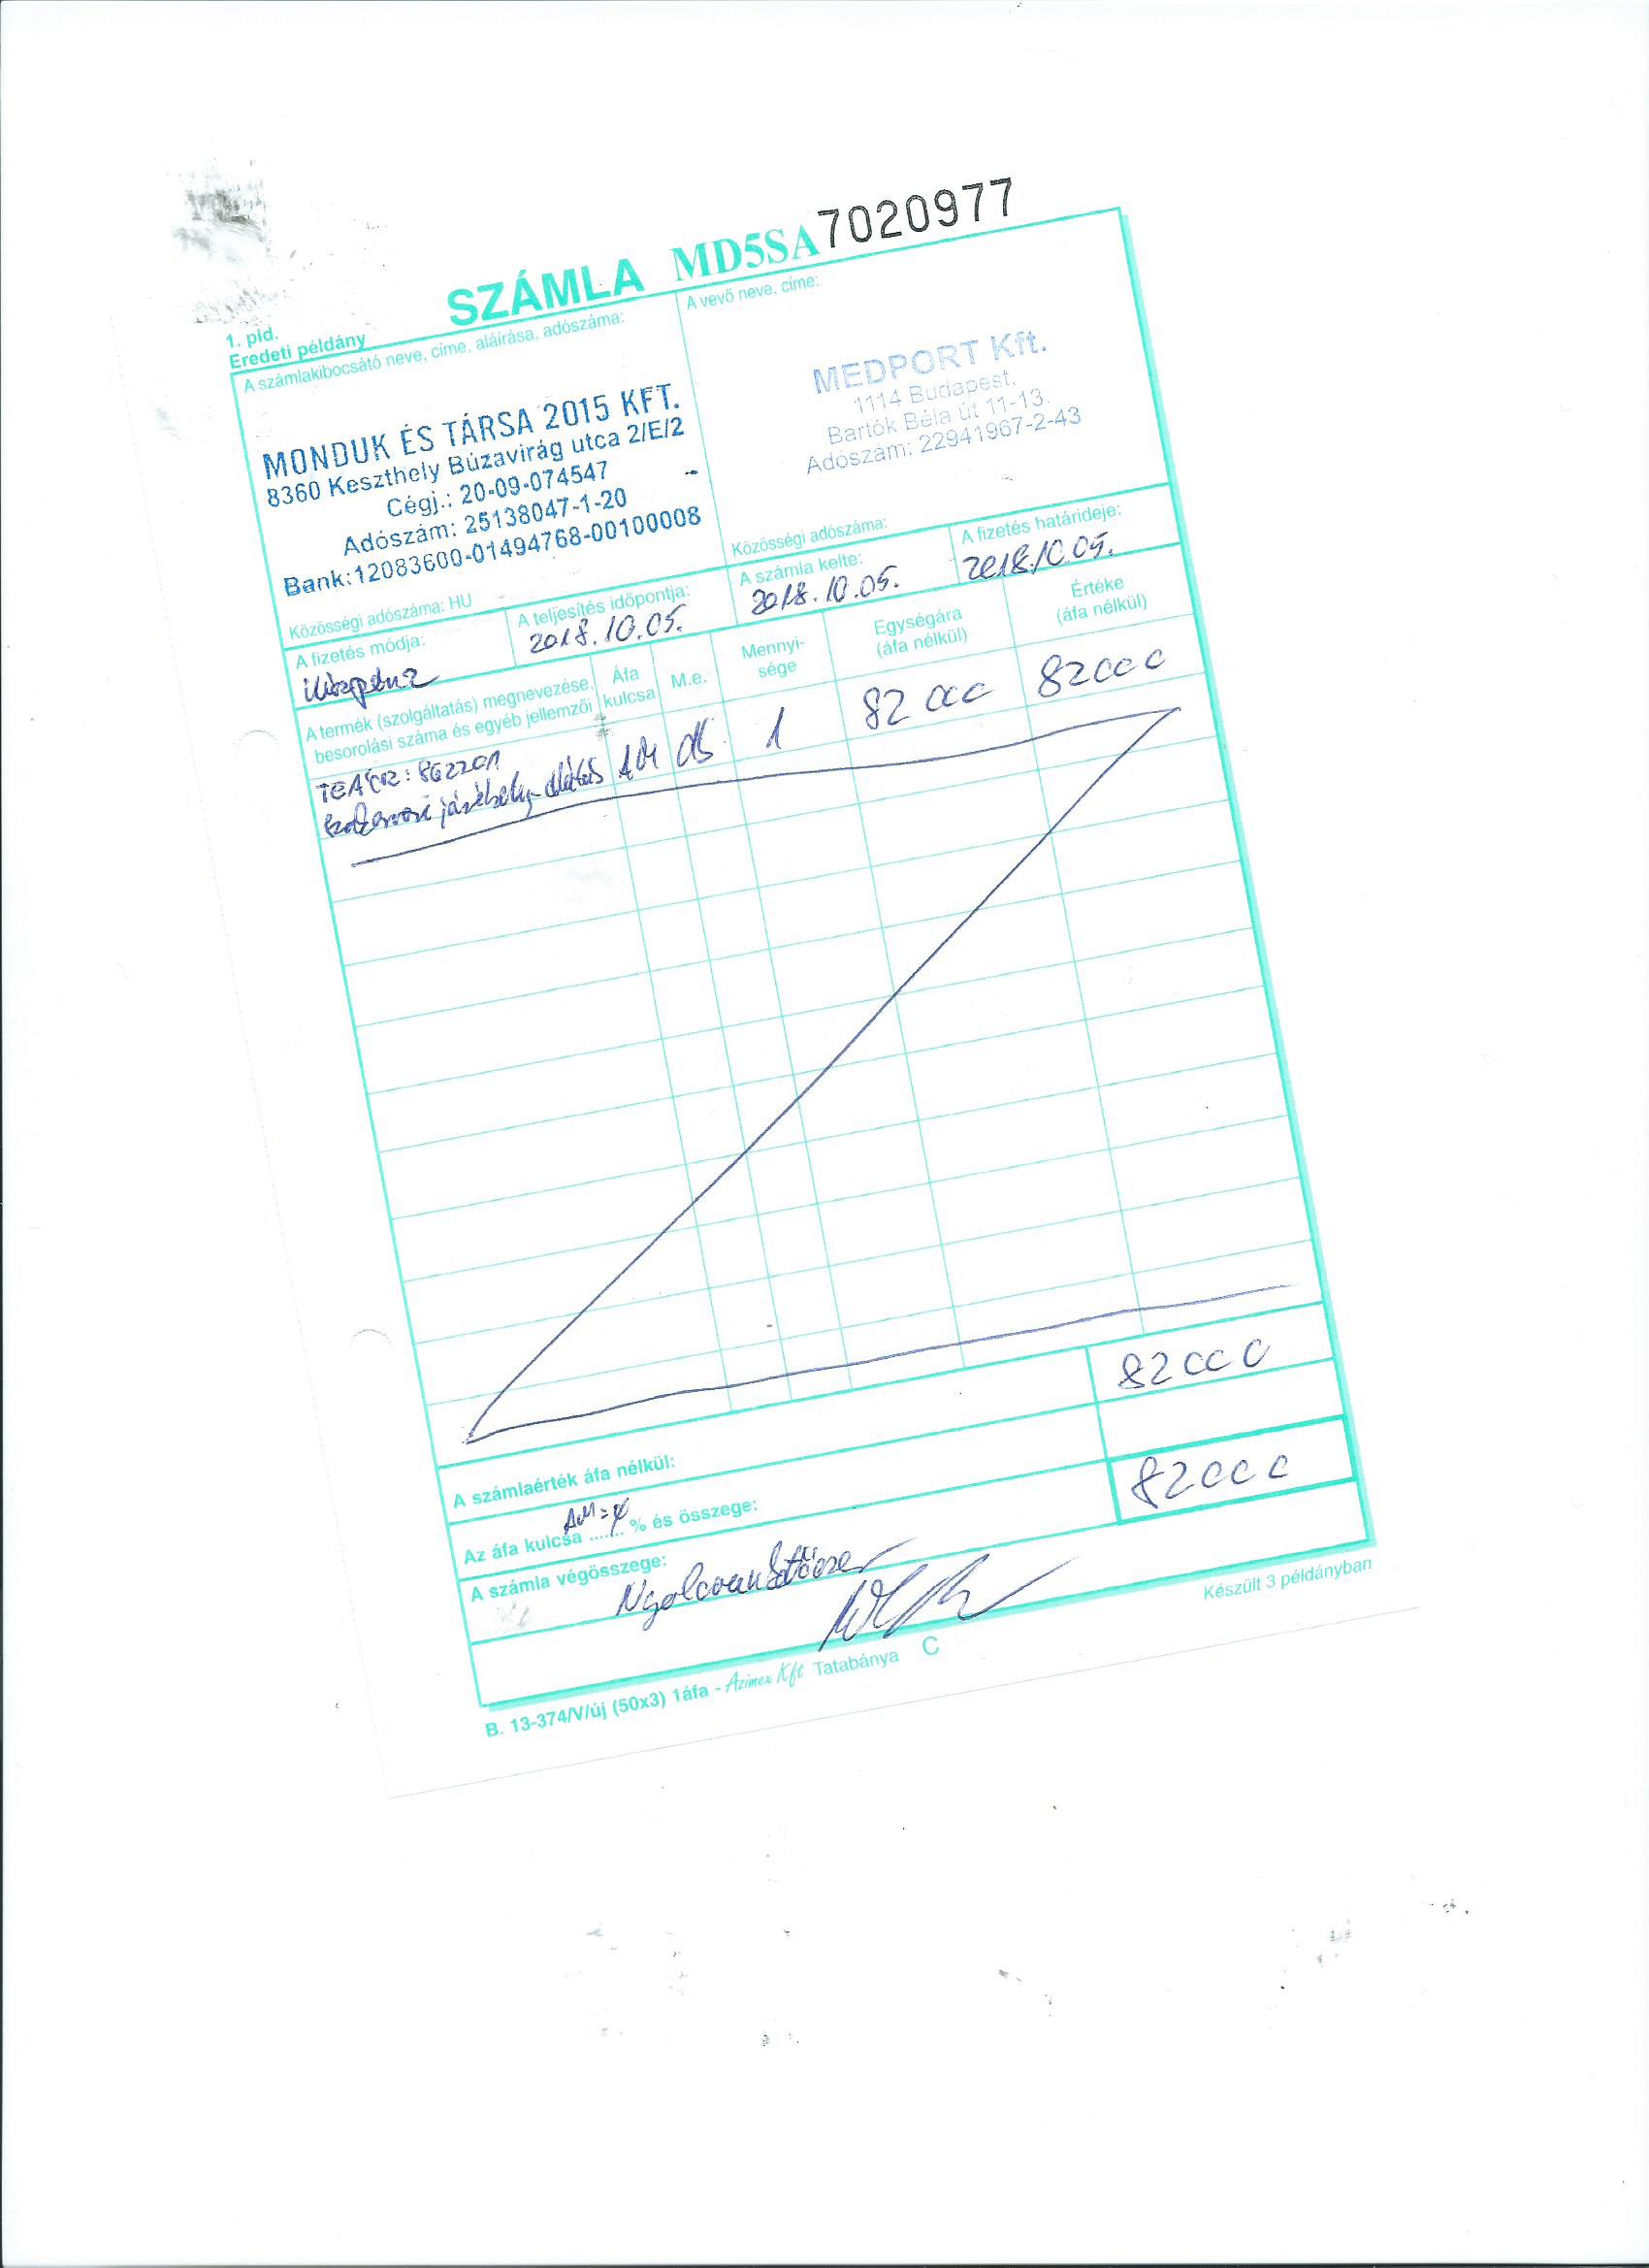 SZÁMLA MD5SA 7020977
1. pld.
Eredeti példány
A számlakibocsátó neve, címe, aláírása, adószáma:
MONDUK ÉS TÁRSA 2015 KFT.
8360 Keszthely Búzavirág utca 2/E/2
Cégj.: 20-09-074547
Adószám: 25138047-1-20
Bank:12083600-01494768-00100008
Közösségi adószáma: HU
A vevő neve, címe:
MEDPORT Kft.
1114 Budapest,
Bartók Béla út 11-13.
Adószám: 22941967-2-43
Közösségi adószáma:
A fizetés módja:
A teljesítés időpontja:
2018.10.05.
A számla kelte:
2018.10.05.
A fizetés határideje:
2018.10.05.
A termék (szolgáltatás) megnevezése, besorolási száma és egyéb jellemzői
Áfa kulcsa
M.e.
Mennyi-
sége
Egységára
(áfa nélkül)
Értéke
(áfa nélkül)
TEÁOR: 862201
szakorvosi járóbeteg-ellátás AM db 1 82 000 82000
A számlaérték áfa nélkül: 82000
Az áfa kulcsa ....... % és összege:
A számla végösszege: 82000
Nyolcvankettőezer
Készült 3 példányban
B. 13-374/V/új (50x3) 1áfa - Azimex Kft Tatabánya C